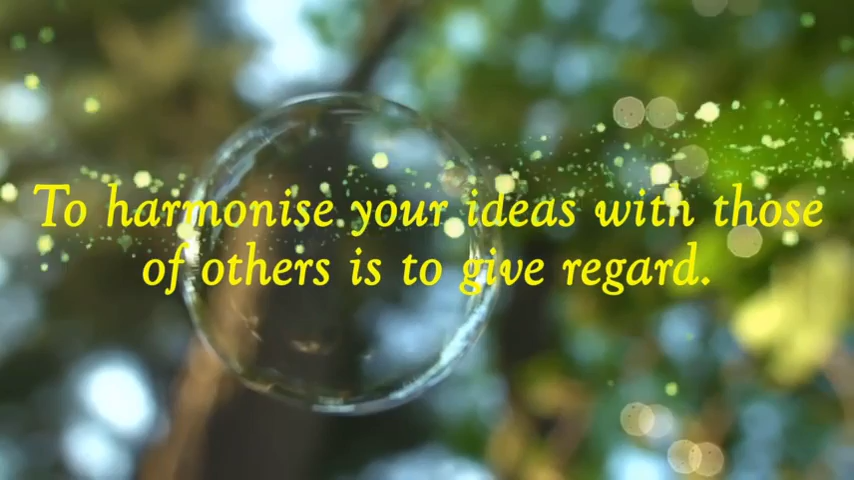 To harmonise your ideas with those
of others is to give regard.